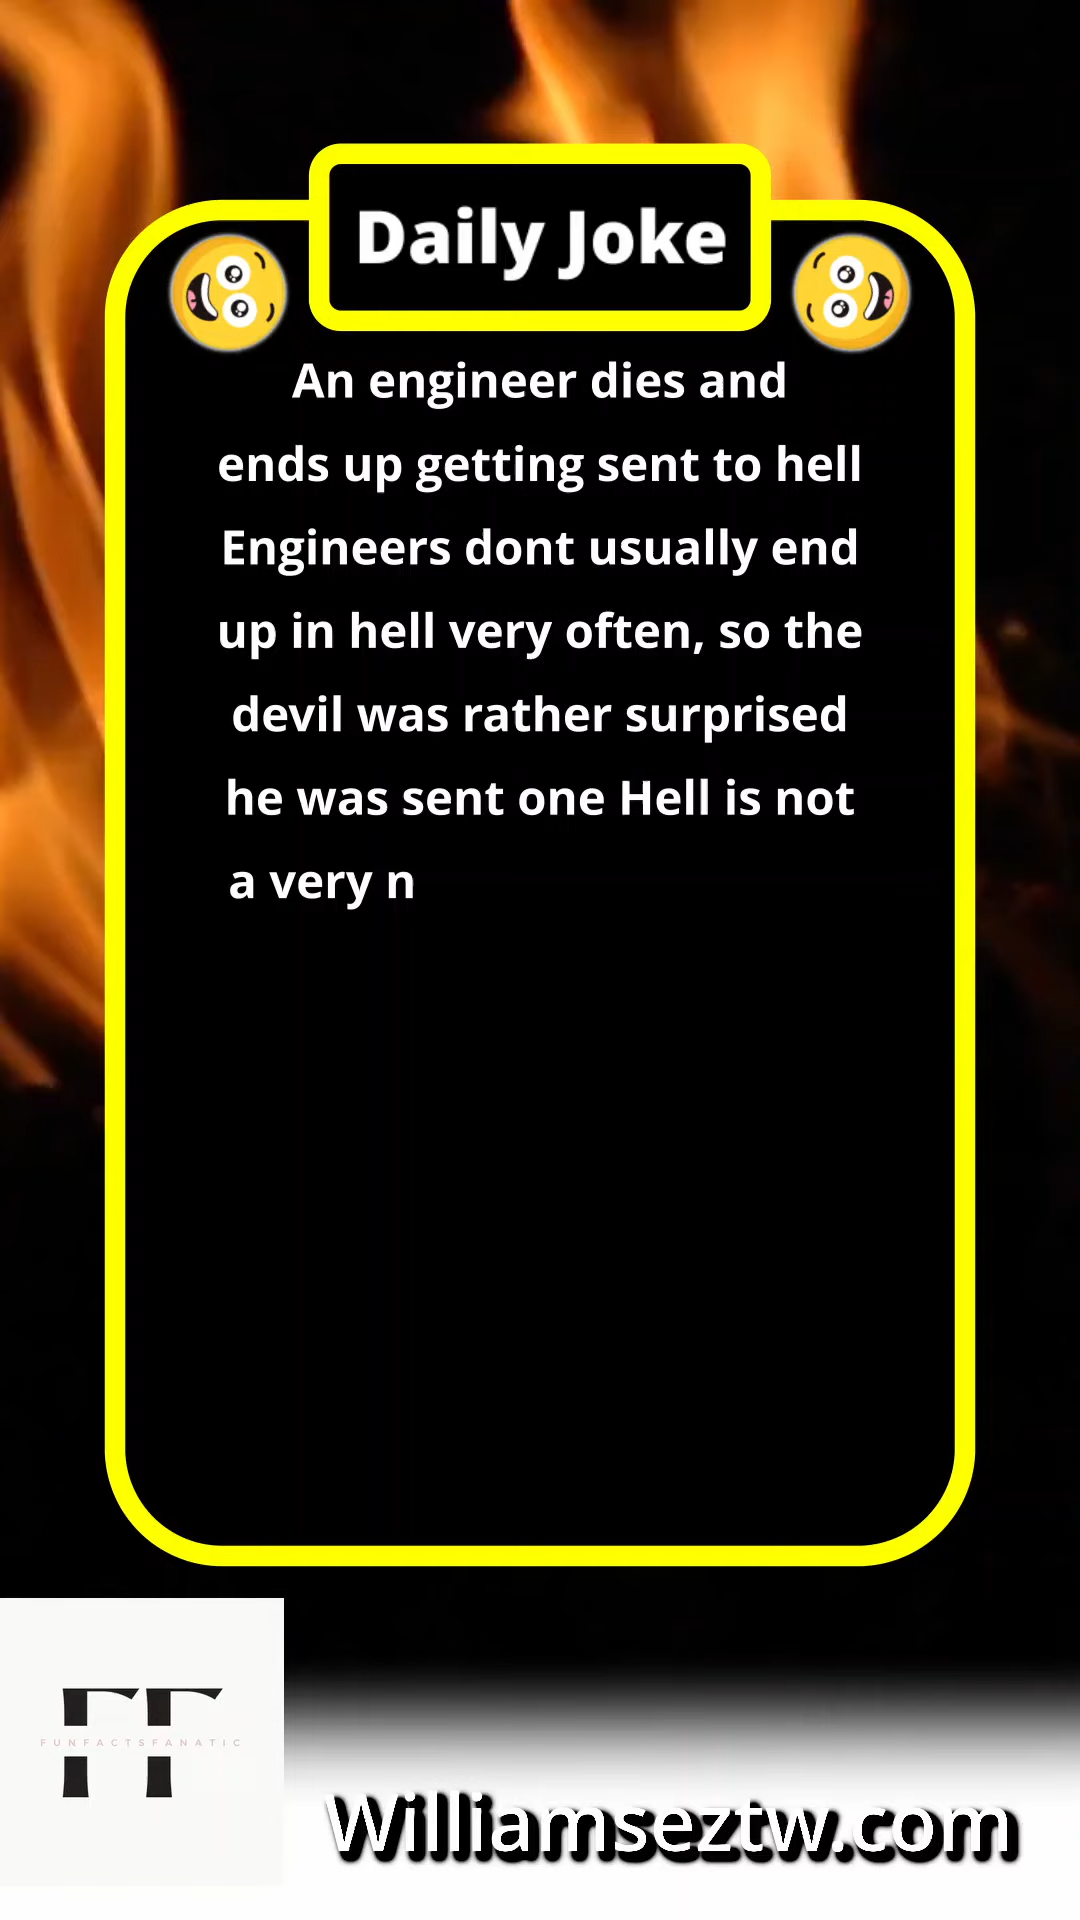 Daily Joke
An engineer dies and
ends up getting sent to hell
Engineers dont usually end
up in hell very often, so the
devil was rather surprised
he was sent one Hell is not
a very n
FUNFACTSFANATIC
Williamseztw.com